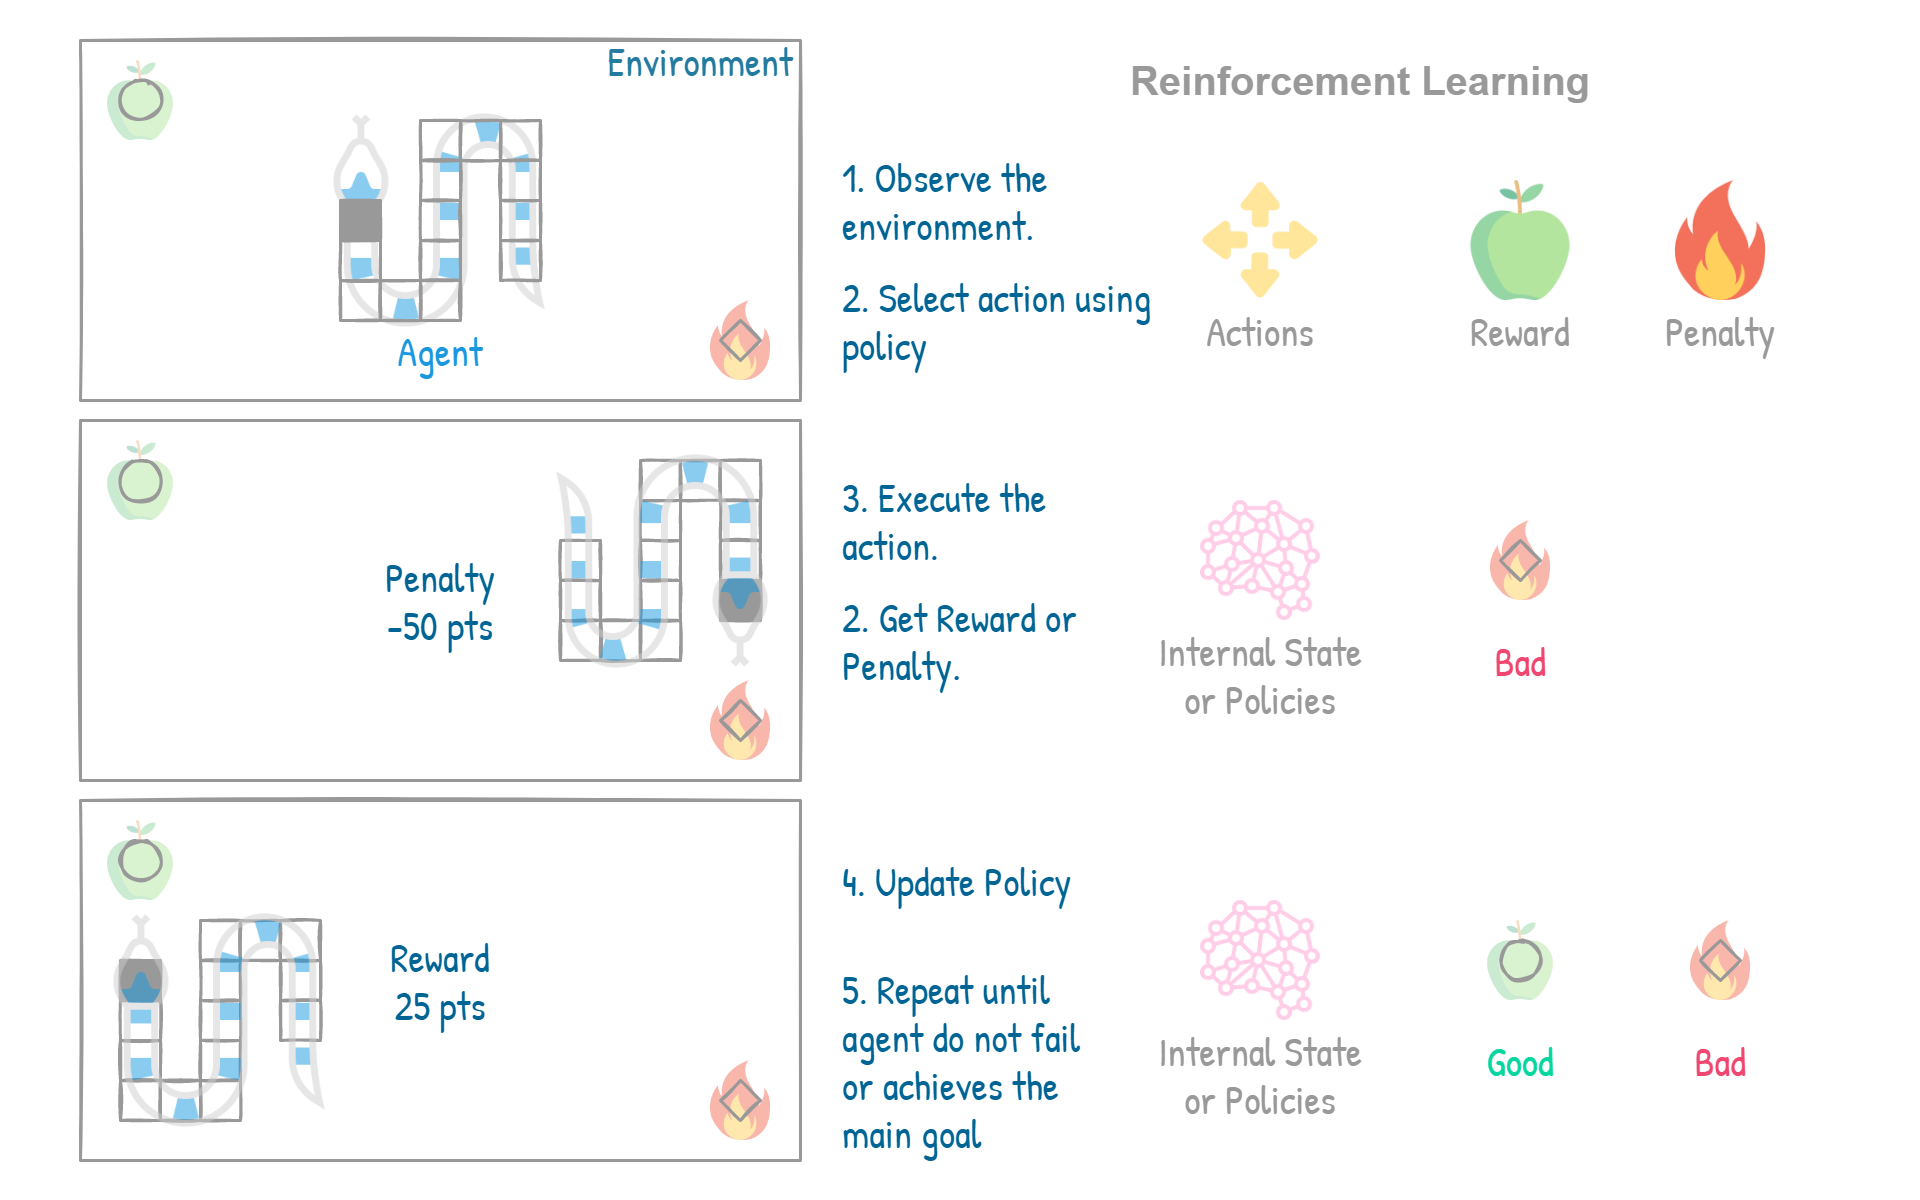 Environment
Agent
Reinforcement Learning
1. Observe the
environment.
2. Select action using
policy
Actions
Reward
Penalty
Penalty
-50 pts
3. Execute the
action.
2. Get Reward or
Penalty.
Internal State
or Policies
Bad
Reward
25 pts
4. Update Policy
5. Repeat until
agent do not fail
or achieves the
main goal
Internal State
or Policies
Good
Bad